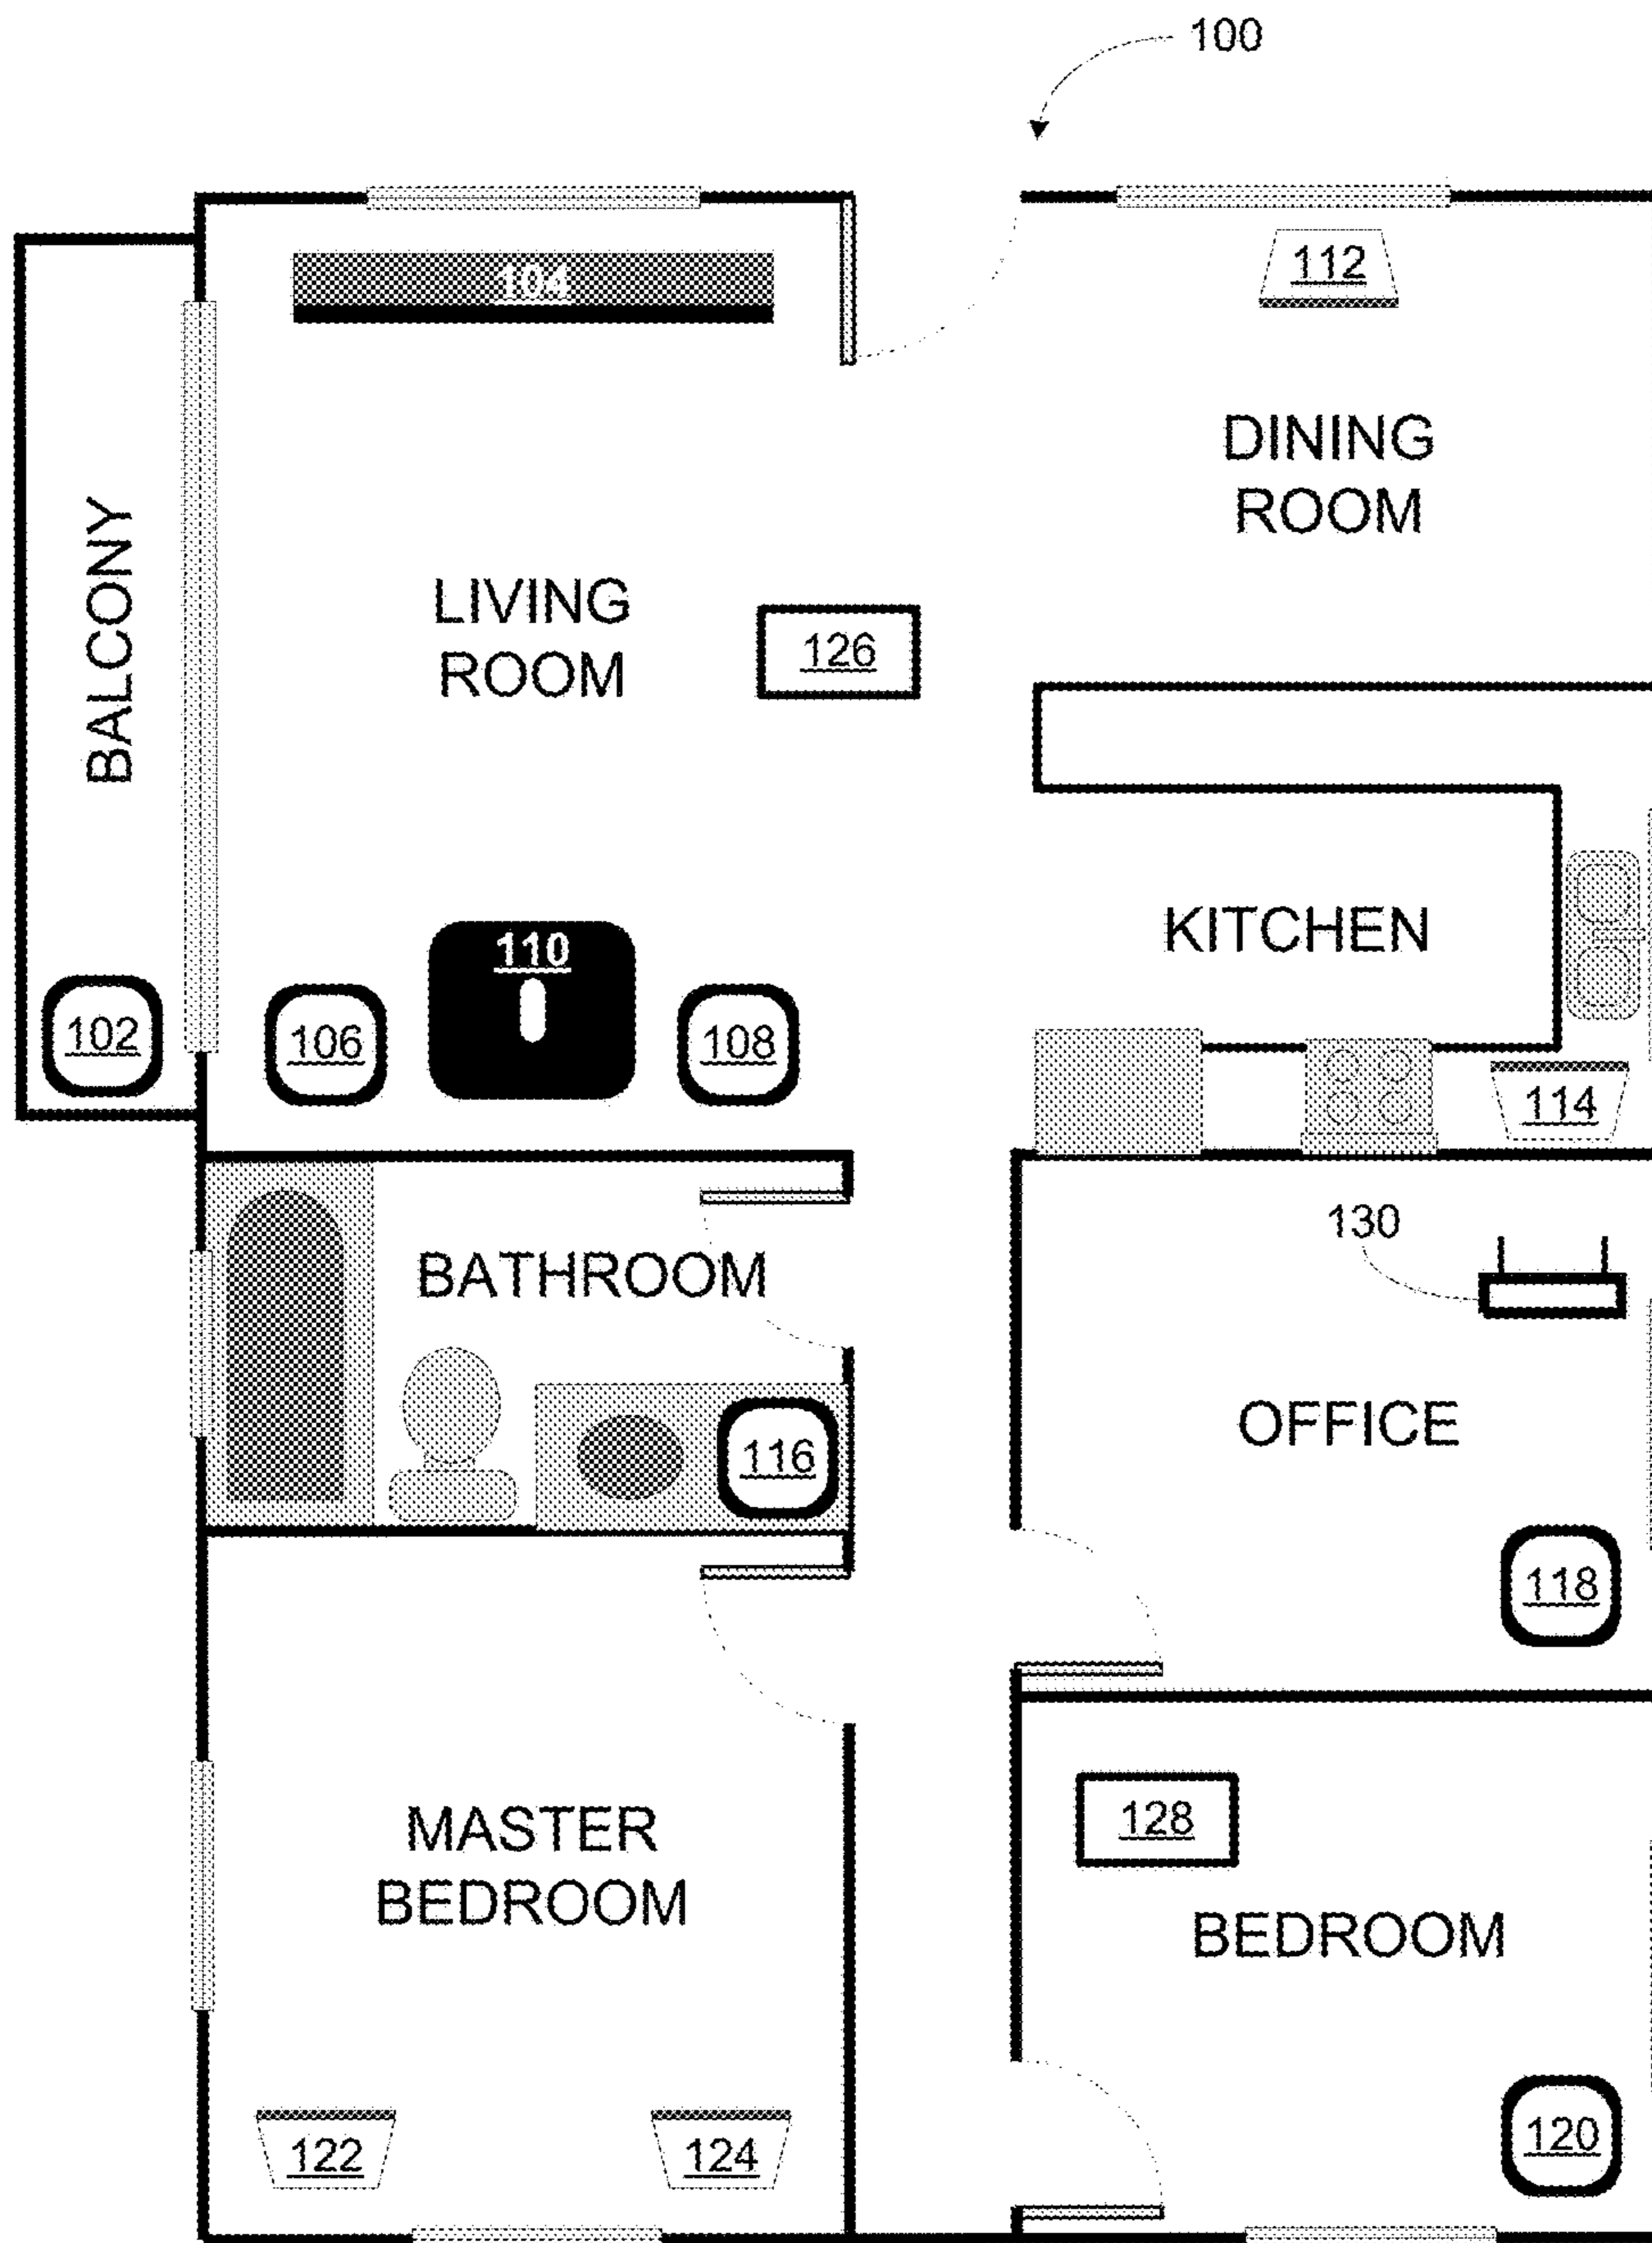 100
104
112
DINING
ROOM
BALCONY
LIVING
ROOM
126
KITCHEN
110
102
106
108
114
130
BATHROOM
OFFICE
116
118
128
MASTER
BEDROOM
BEDROOM
122
124
120